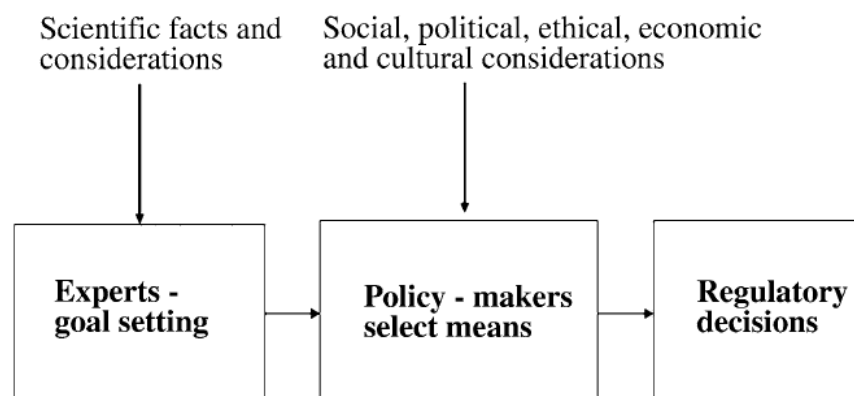 Scientific facts and
considerations
Social, political, ethical, economic
and cultural considerations
Experts -
goal setting
Policy - makers
select means
Regulatory
decisions